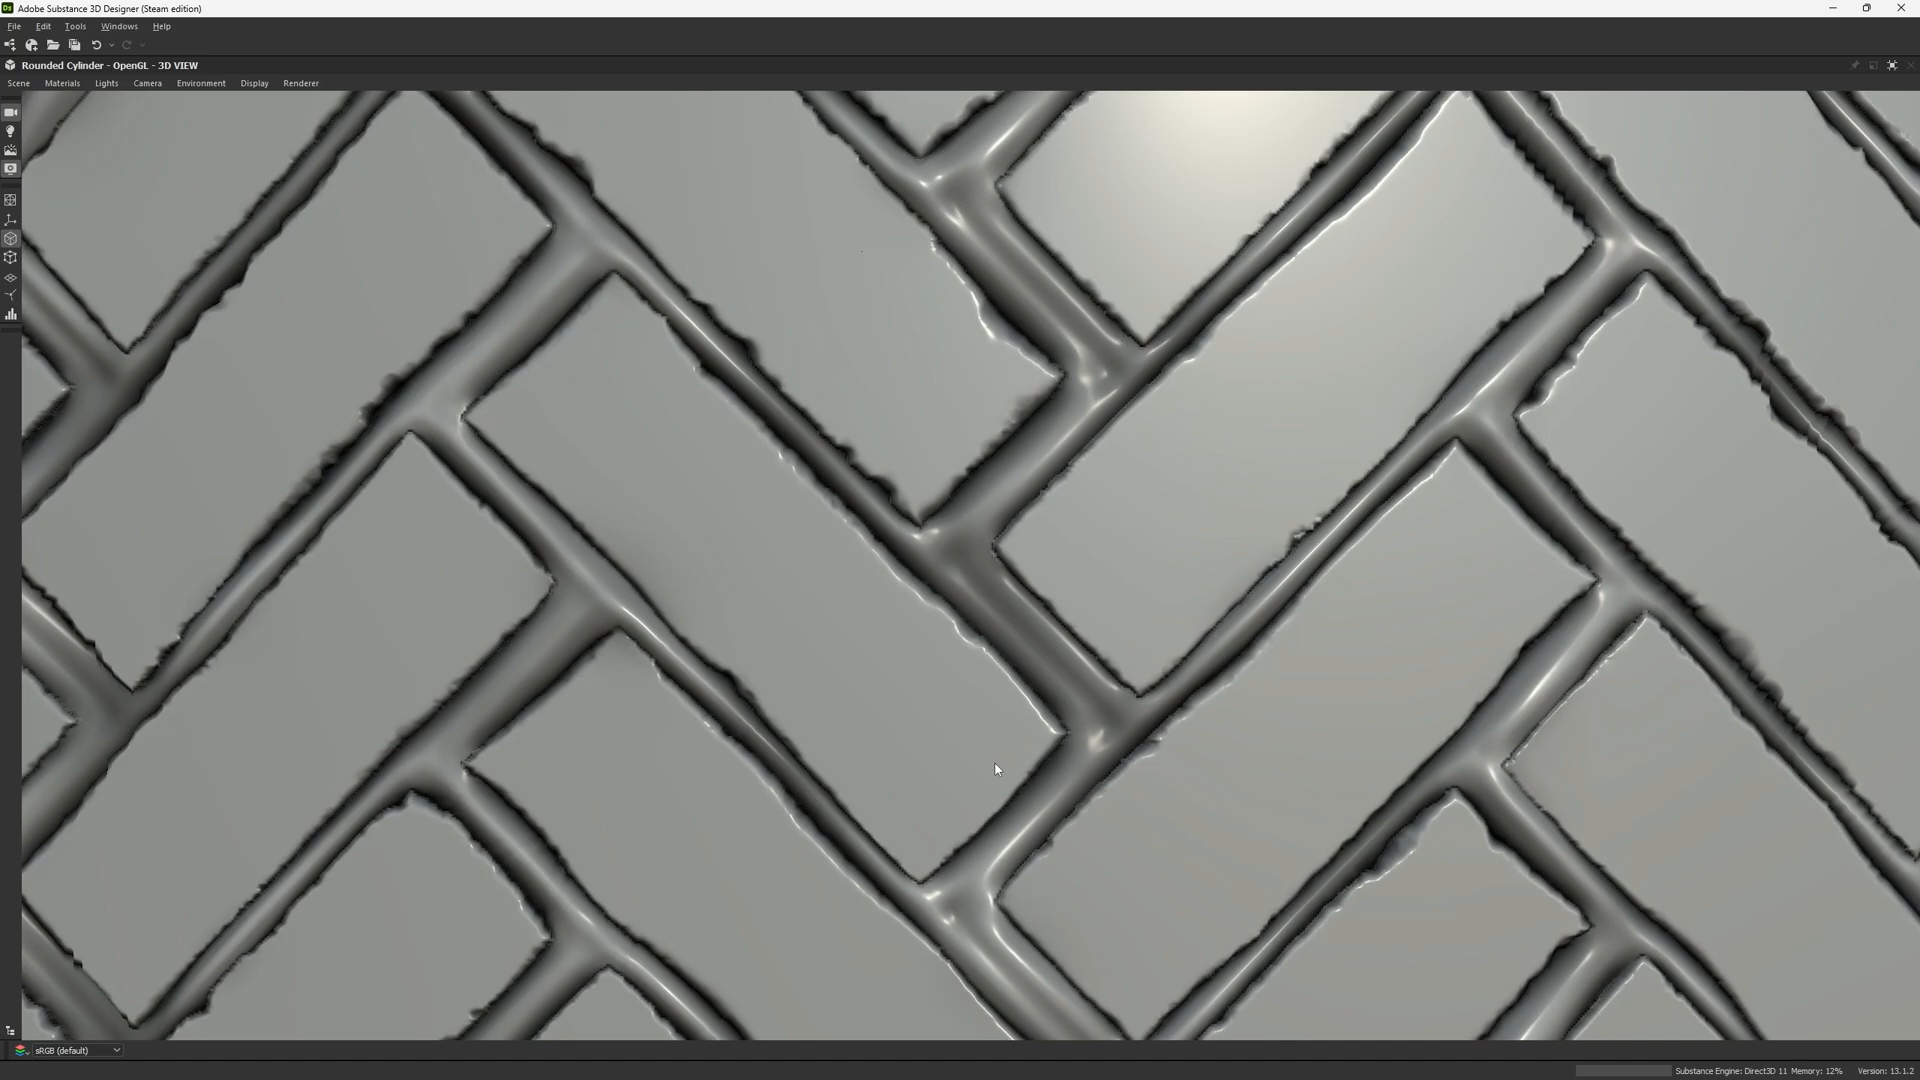 Ds Adobe Substance 3D Designer (Steam edition)
File Edit Tools Windows Help
Rounded Cylinder - OpenGL - 3D VIEW
Scene Materials Lights Camera Environment Display Renderer
sRGB (default)
Substance Engine: Direct3D 11 Memory: 12% Version: 13.1.2